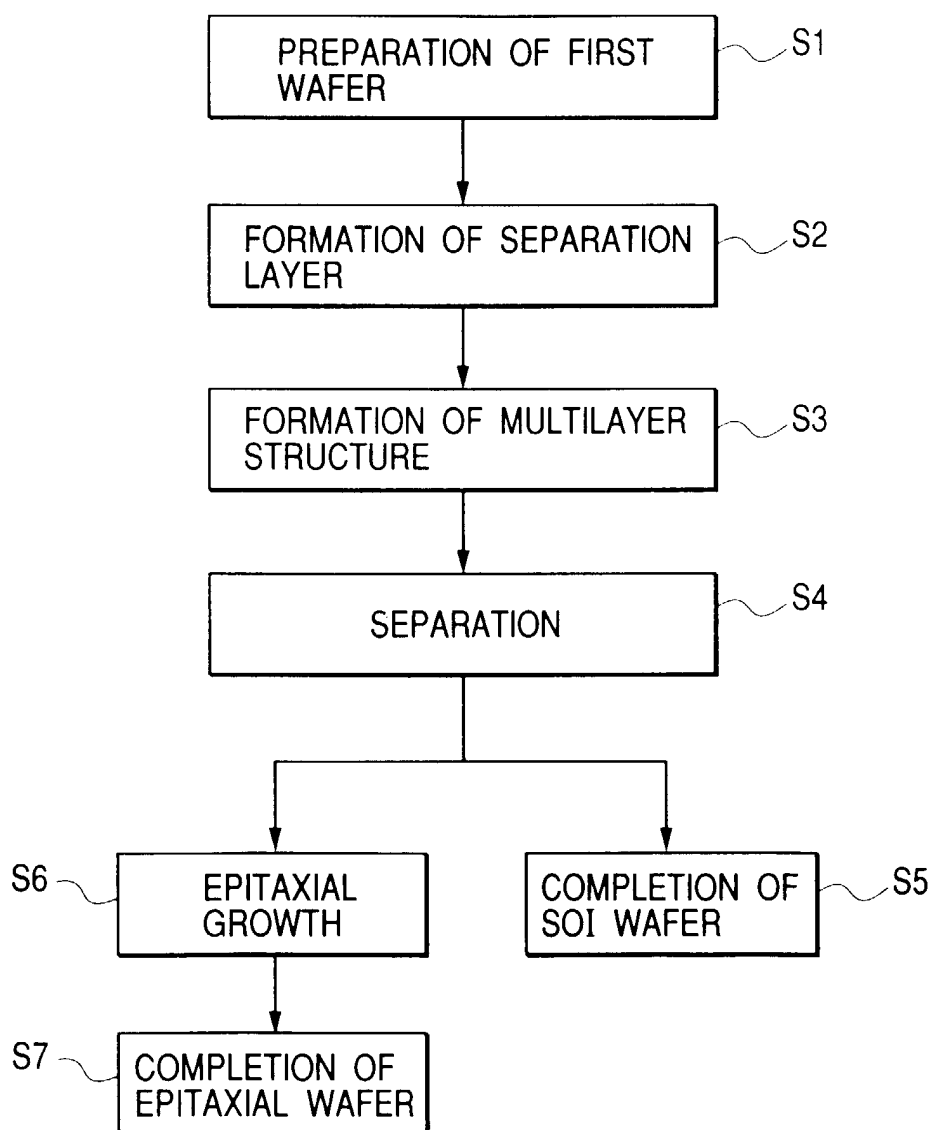 PREPARATION OF FIRST
WAFER
S1
FORMATION OF SEPARATION
LAYER
S2
FORMATION OF MULTILAYER
STRUCTURE
S3
SEPARATION
S4
S6
EPITAXIAL
GROWTH
COMPLETION OF
SOI WAFER
S5
S7
COMPLETION OF
EPITAXIAL WAFER